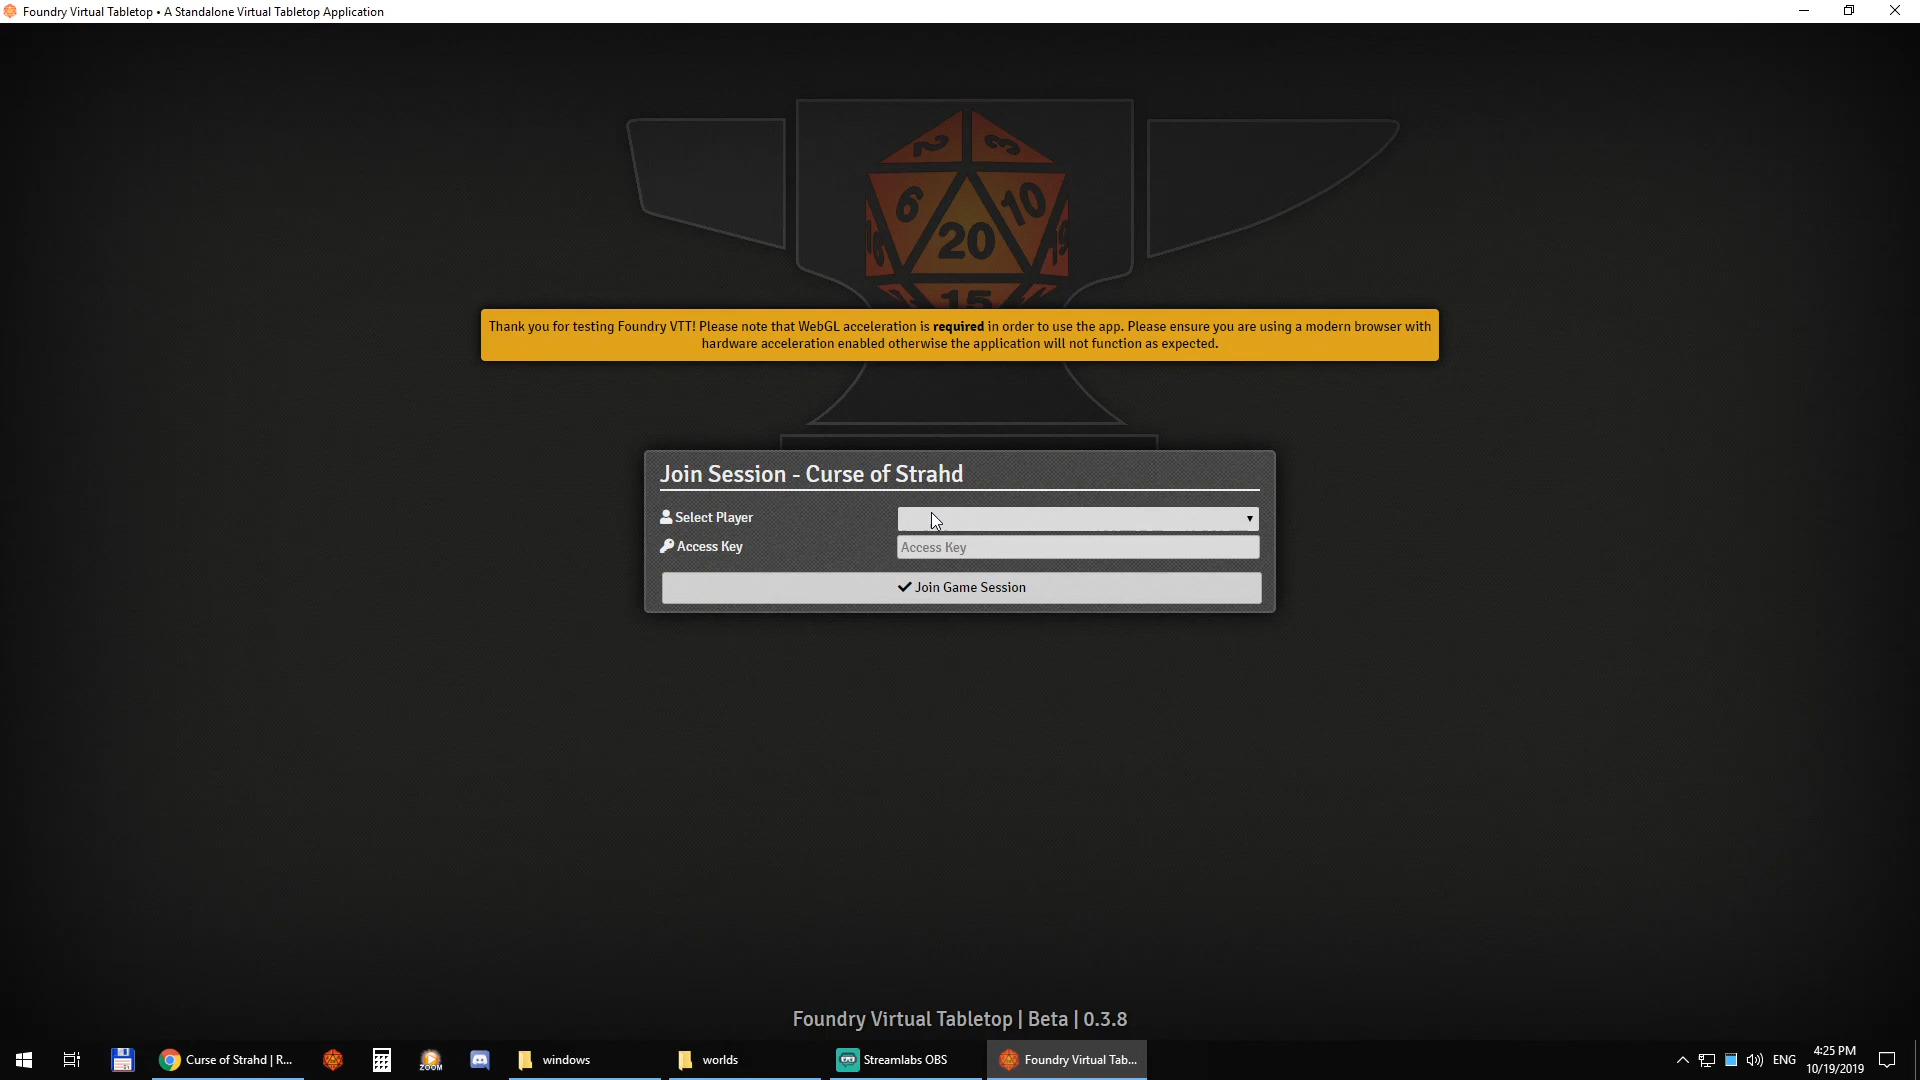 Foundry Virtual Tabletop • A Standalone Virtual Tabletop Application
2
3
6
10
20
15
Thank you for testing Foundry VTT! Please note that WebGL acceleration is required in order to use the app. Please ensure you are using a modern browser with
hardware acceleration enabled otherwise the application will not function as expected.
Join Session - Curse of Strahd
Select Player
Access Key
Access Key
Join Game Session
Foundry Virtual Tabletop | Beta | 0.3.8
Curse of Strahd | R...
ZOOM
windows
worlds
Streamlabs OBS
Foundry Virtual Tab...
ENG
4:25 PM
10/19/2019